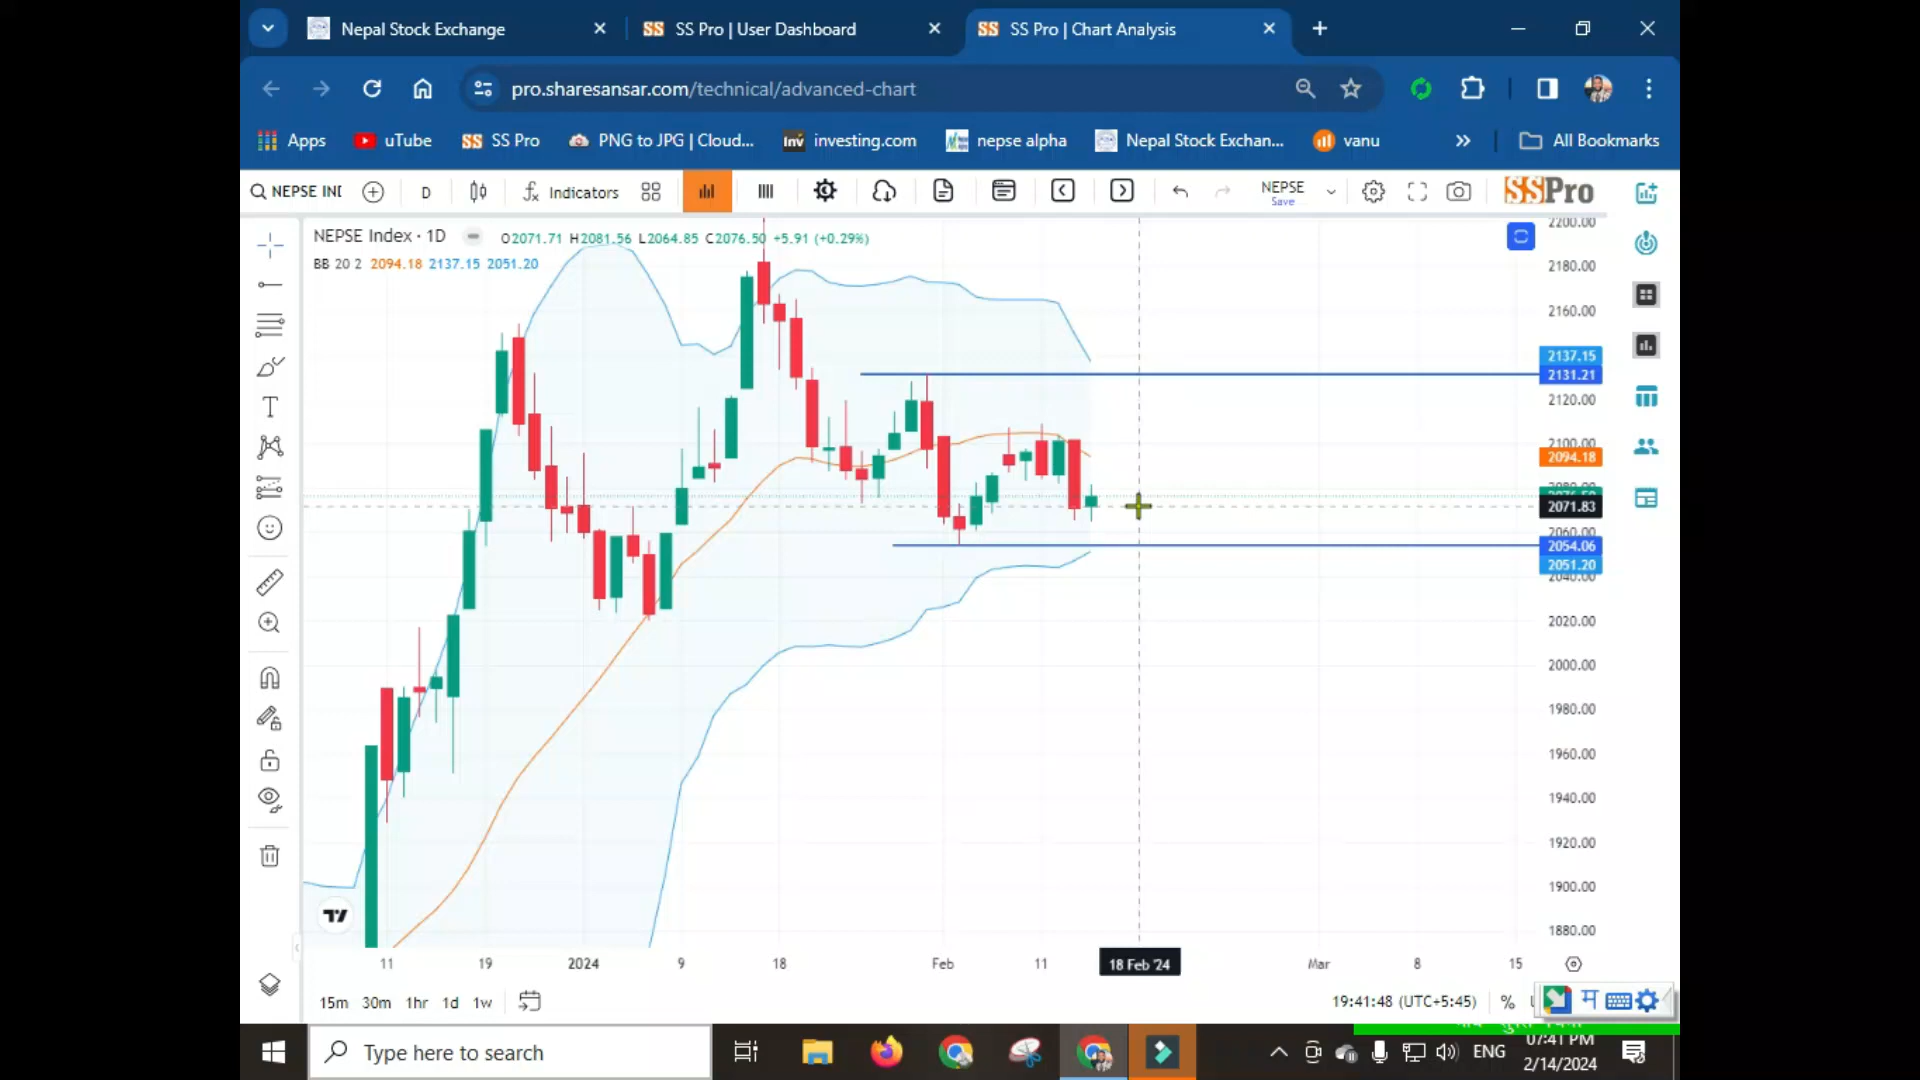 Nepal Stock Exchange
SS Pro | User Dashboard
SS Pro | Chart Analysis
pro.sharesansar.com/technical/advanced-chart
Apps
uTube
SS Pro
PNG to JPG | Cloud...
Inv investing.com
nepse alpha
Nepal Stock Exchan...
vanu
All Bookmarks
NEPSE INI
D
Indicators
NEPSE
Save
SSPro
NEPSE Index · 1D O2071.71 H2081.56 L2064.85 C2076.50 +5.91 (+0.29%)
BB 20 2 2094.18 2137.15 2051.20
2200.00
2180.00
2160.00
2137.15
2131.21
2120.00
2100.00
2094.18
2080.00
2076.50
2071.83
2060.00
2054.06
2051.20
2040.00
2020.00
2000.00
1980.00
1960.00
1940.00
1920.00
1900.00
1880.00
11 19 2024 9 18 Feb 11 18 Feb '24 Mar 8 15
15m 30m 1hr 1d 1w
19:41:48 (UTC+5:45) %
म
Type here to search
ENG
07:41 PM
2/14/2024